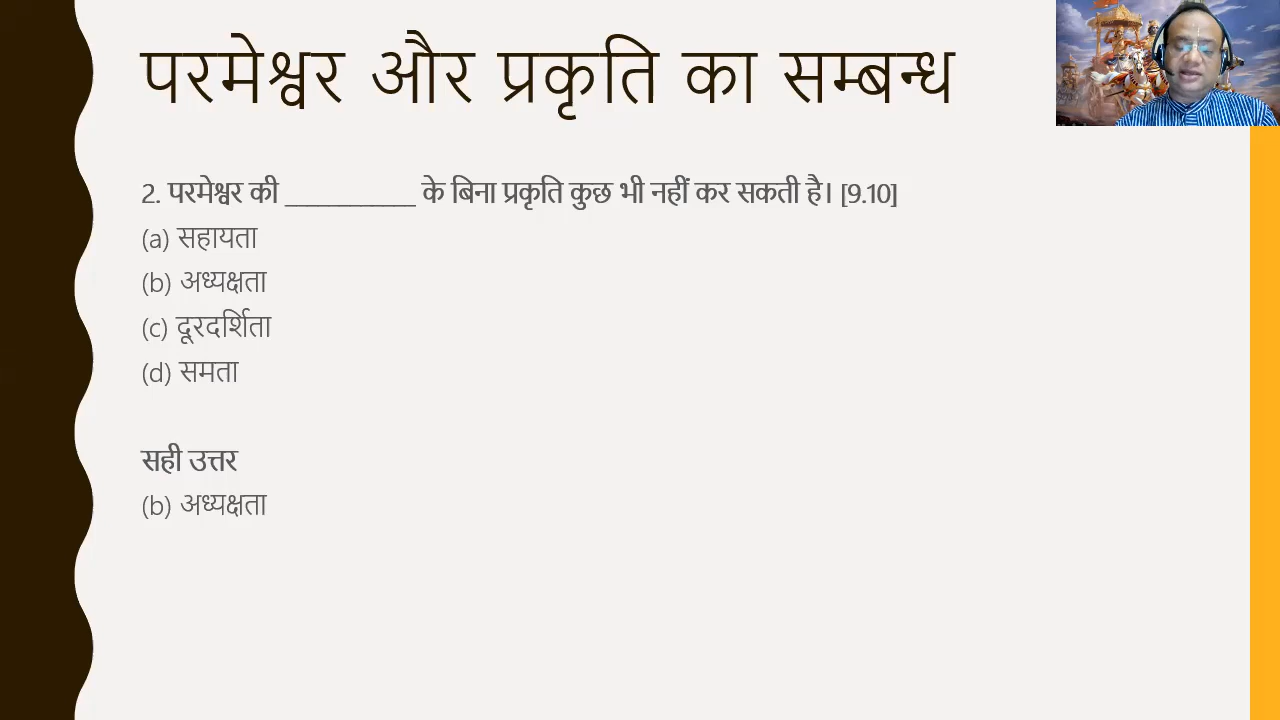 परमेश्वर और प्रकृति का सम्बन्ध
2. परमेश्वर की ___________ के बिना प्रकृति कुछ भी नहीं कर सकती है। [9.10]
(a) सहायता
(b) अध्यक्षता
(c) दूरदर्शिता
(d) समता
सही उत्तर
(b) अध्यक्षता